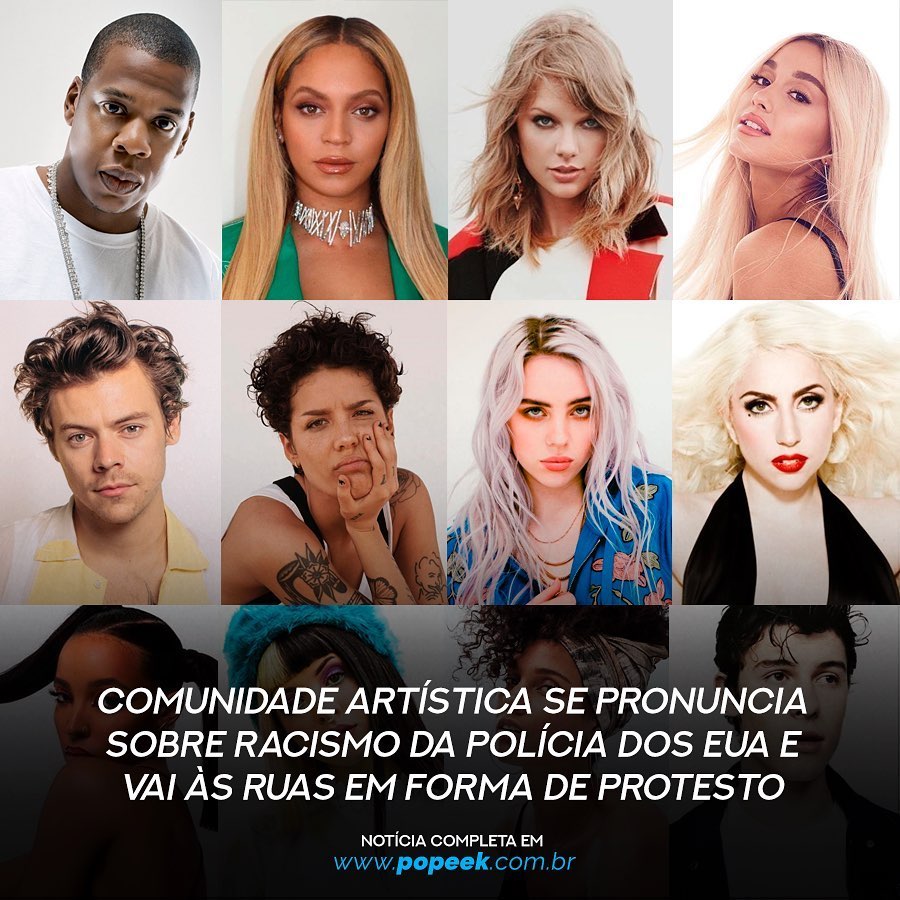 COMUNIDADE ARTÍSTICA SE PRONUNCIA
SOBRE RACISMO DA POLÍCIA DOS EUA E
VAI ÀS RUAS EM FORMA DE PROTESTO
NOTÍCIA COMPLETA EM
www.popeek.com.br